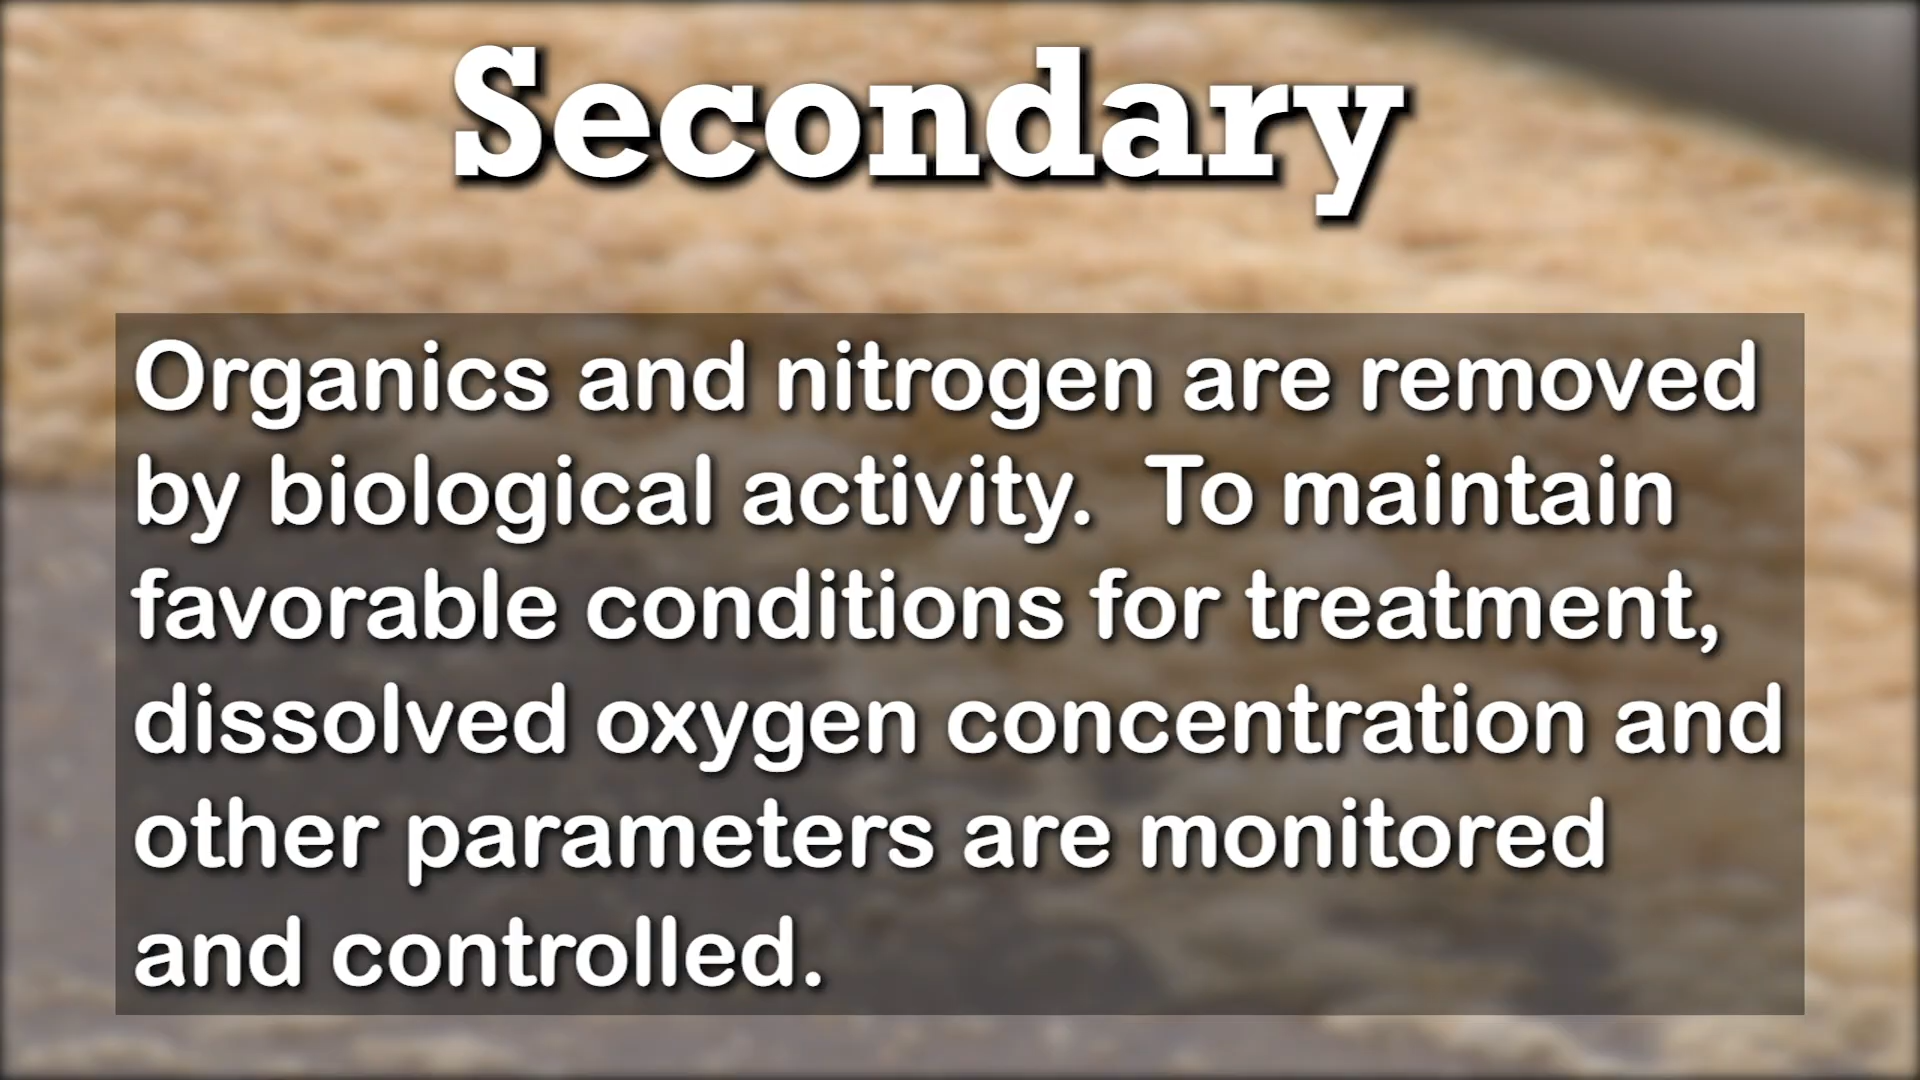 Secondary
Organics and nitrogen are removed
by biological activity.  To maintain
favorable conditions for treatment,
dissolved oxygen concentration and
other parameters are monitored
and controlled.